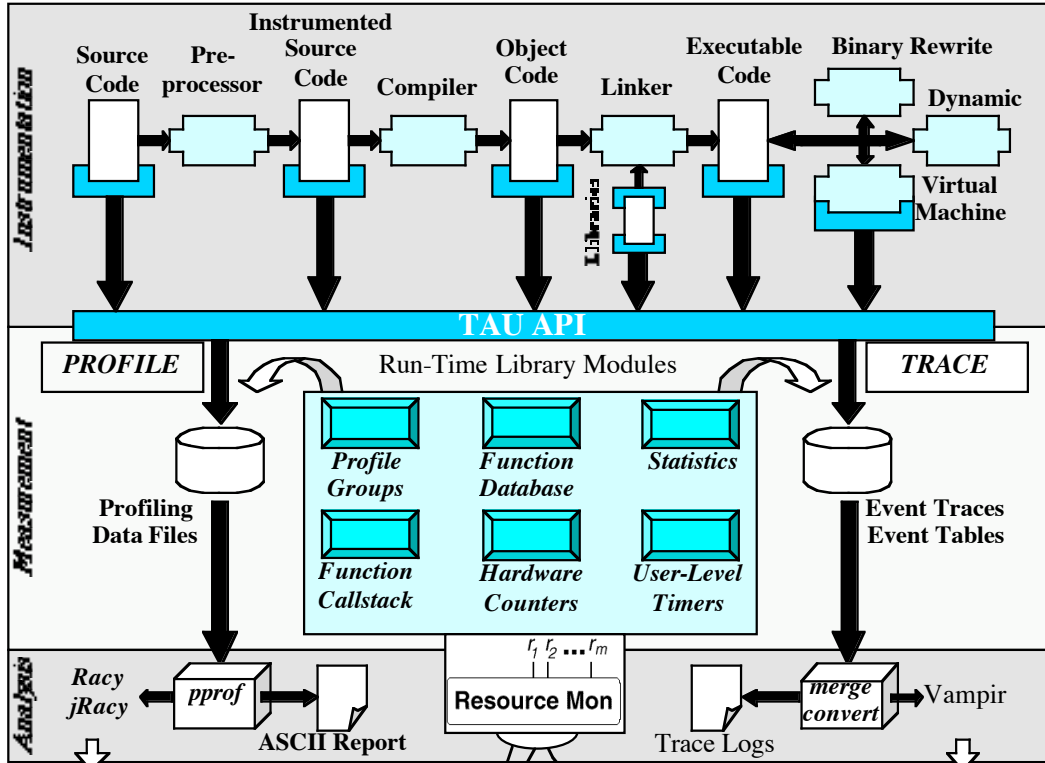 Instrumentation
Source
Code
Pre-
processor
Instrumented
Source
Code
Compiler
Object
Code
Linker
Executable
Code
Binary Rewrite
Dynamic
Virtual
Machine
Libraries
TAU API
Measurement
PROFILE
Run-Time Library Modules
TRACE
Profile
Groups
Function
Database
Statistics
Profiling
Data Files
Event Traces
Event Tables
Function
Callstack
Hardware
Counters
User-Level
Timers
Analysis
r1 r2 ... rm
Racy
jRacy
pprof
ASCII Report
Resource Mon
Trace Logs
merge
convert
Vampir